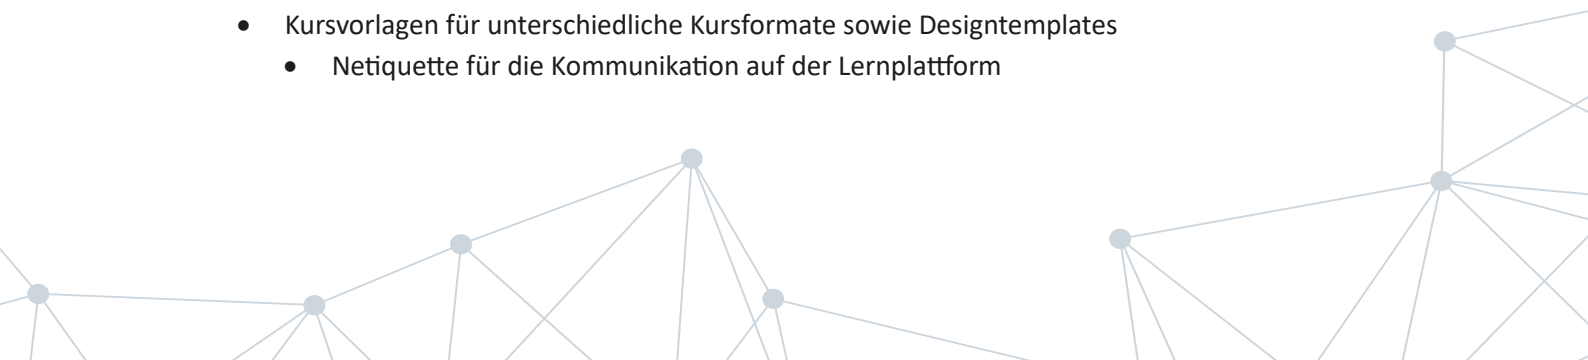 • Kursvorlagen für unterschiedliche Kursformate sowie Designtemplates
• Netiquette für die Kommunikation auf der Lernplattform